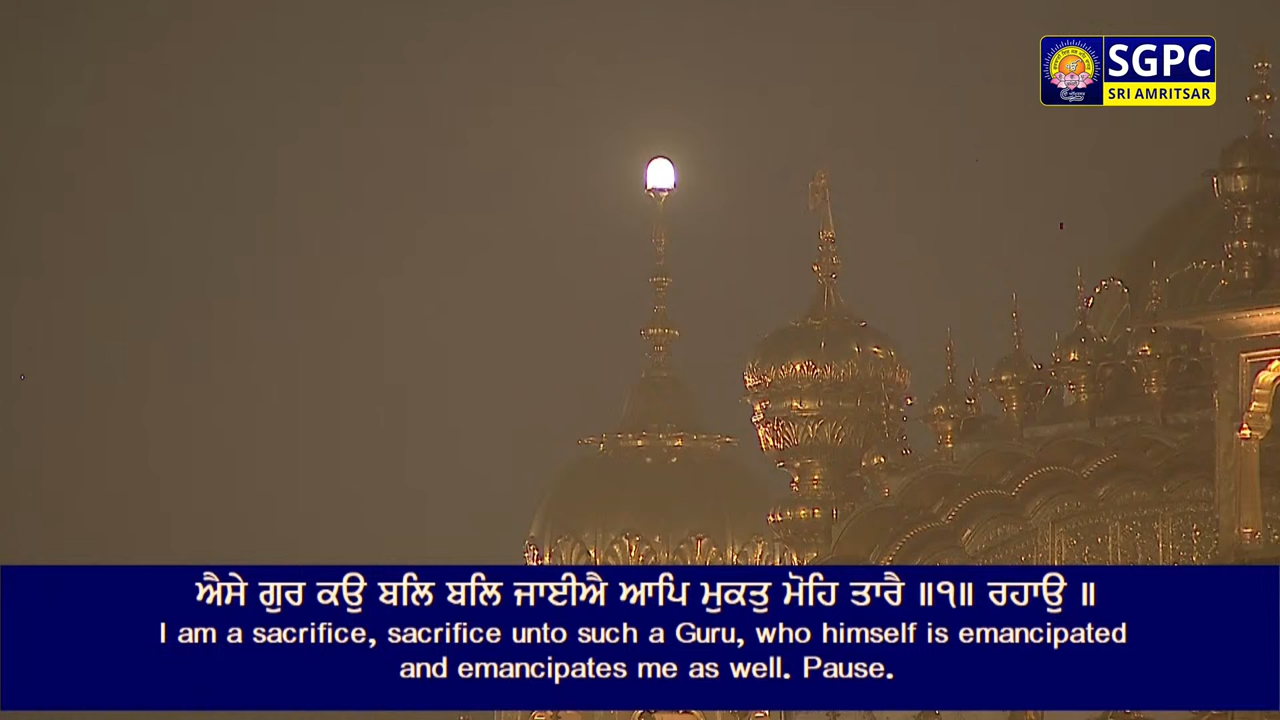 SGPC
SRI AMRITSAR
ਐਸੇ ਗੁਰ ਕਉ ਬਲਿ ਬਲਿ ਜਾਈਐ ਆਪਿ ਮੁਕਤੁ ਮੋਹਿ ਤਾਰੈ ॥੧॥ ਰਹਾਉ ॥
I am a sacrifice, sacrifice unto such a Guru, who himself is emancipated
and emancipates me as well. Pause.